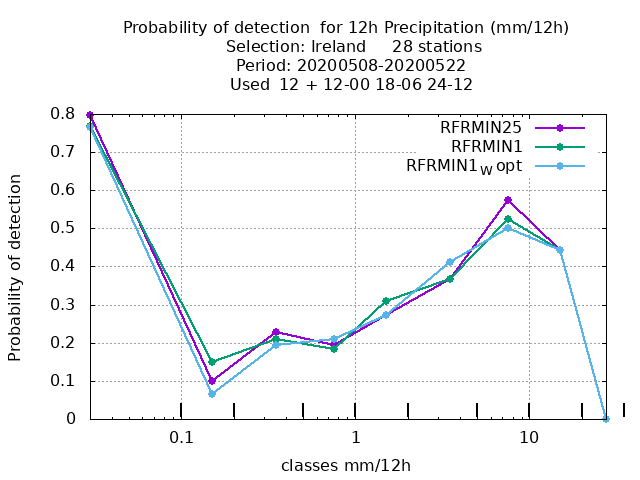 Probability of detection  for 12h Precipitation (mm/12h)
Selection: Ireland     28 stations
Period: 20200508-20200522
Used  12 + 12-00 18-06 24-12
RFRMIN25
RFRMIN1
RFRMIN1W opt
Probability of detection
0.8
0.7
0.6
0.5
0.4
0.3
0.2
0.1
0
0.1 1 10
classes mm/12h